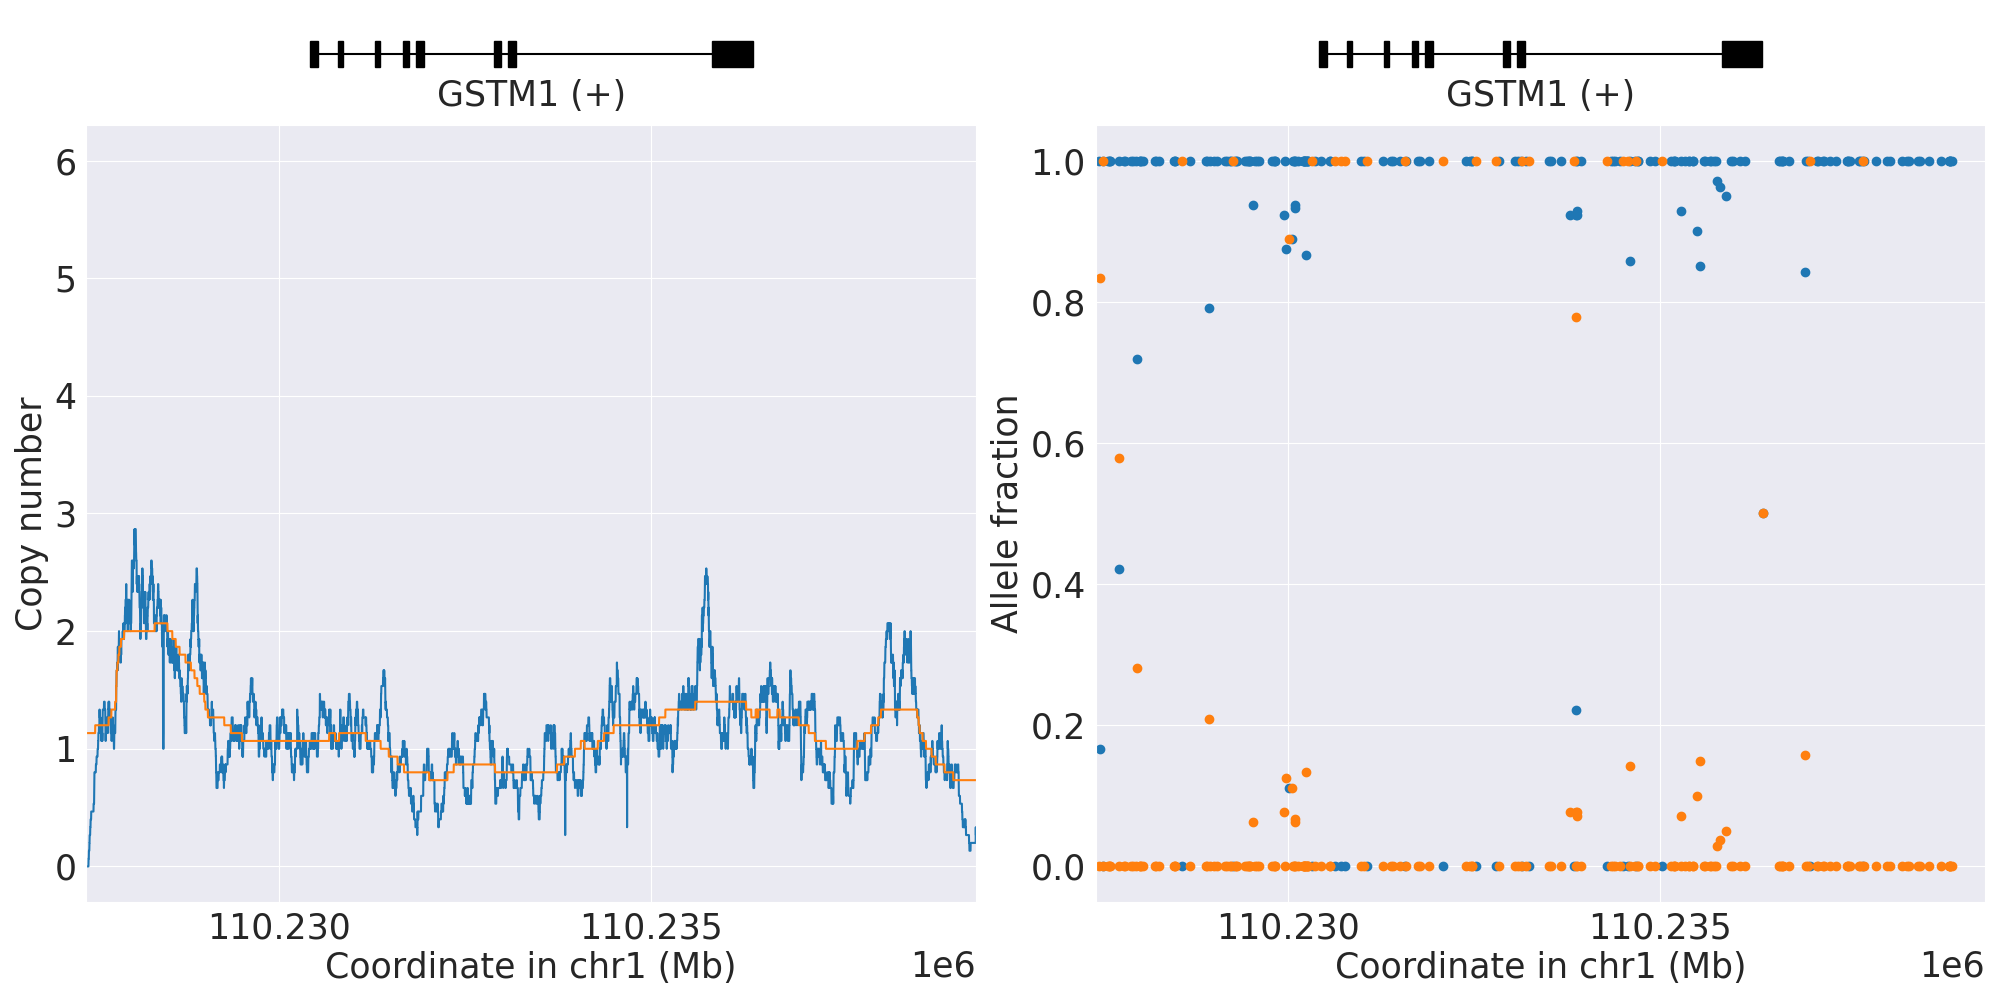 GSTM1 (+)
6
5
4
3
2
1
0
Copy number
110.230
110.235
Coordinate in chr1 (Mb)
1e6
GSTM1 (+)
1.0
0.8
0.6
0.4
0.2
0.0
Allele fraction
110.230
110.235
Coordinate in chr1 (Mb)
1e6